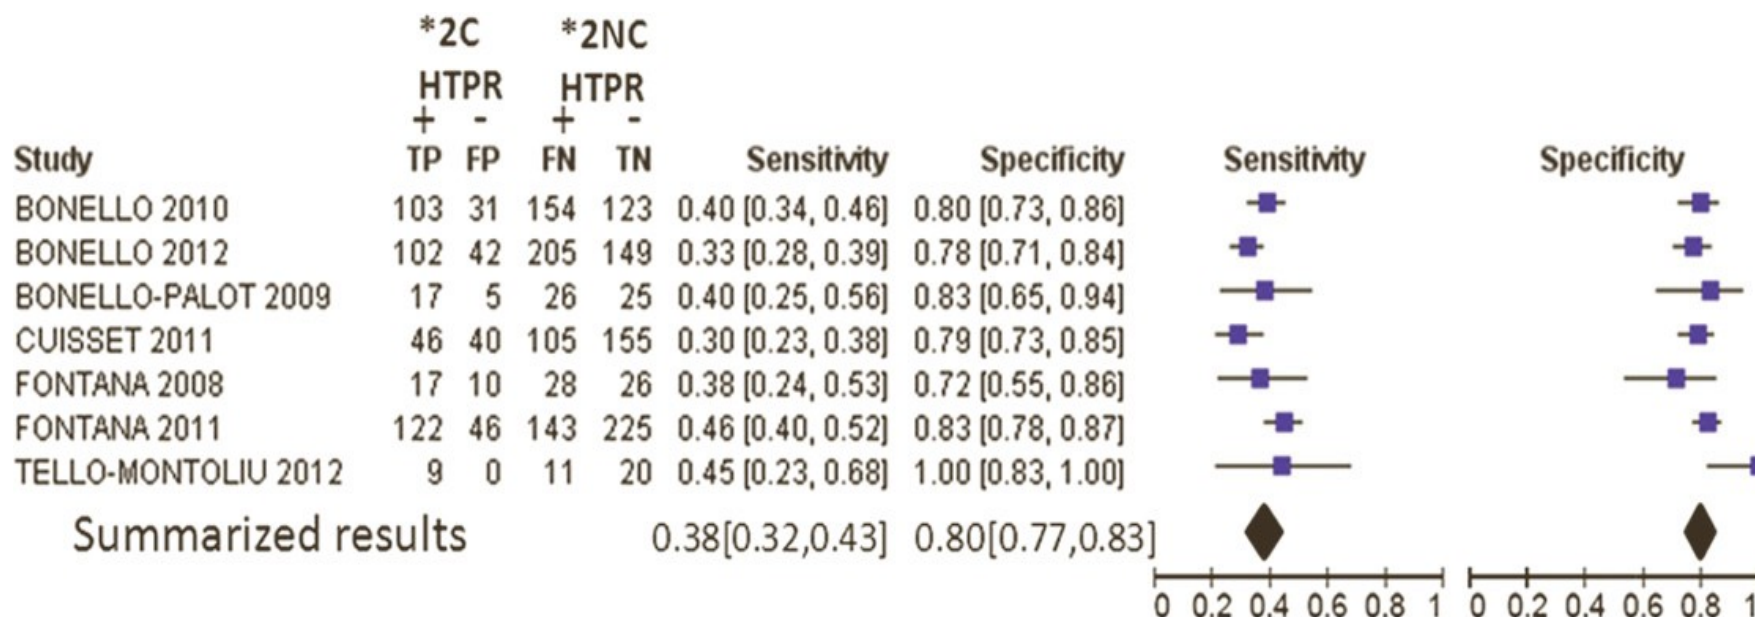 *2C *2NC
HTPR HTPR
+ - + -
Study TP FP FN TN Sensitivity Specificity Sensitivity Specificity
BONELLO 2010 103 31 154 123 0.40 [0.34, 0.46] 0.80 [0.73, 0.86]
BONELLO 2012 102 42 205 149 0.33 [0.28, 0.39] 0.78 [0.71, 0.84]
BONELLO-PALOT 2009 17 5 26 25 0.40 [0.25, 0.56] 0.83 [0.65, 0.94]
CUISSET 2011 46 40 105 155 0.30 [0.23, 0.38] 0.79 [0.73, 0.85]
FONTANA 2008 17 10 28 26 0.38 [0.24, 0.53] 0.72 [0.55, 0.86]
FONTANA 2011 122 46 143 225 0.46 [0.40, 0.52] 0.83 [0.78, 0.87]
TELLO-MONTOLIU 2012 9 0 11 20 0.45 [0.23, 0.68] 1.00 [0.83, 1.00]
Summarized results 0.38[0.32,0.43] 0.80[0.77,0.83]
0 0.2 0.4 0.6 0.8 1 0 0.2 0.4 0.6 0.8 1